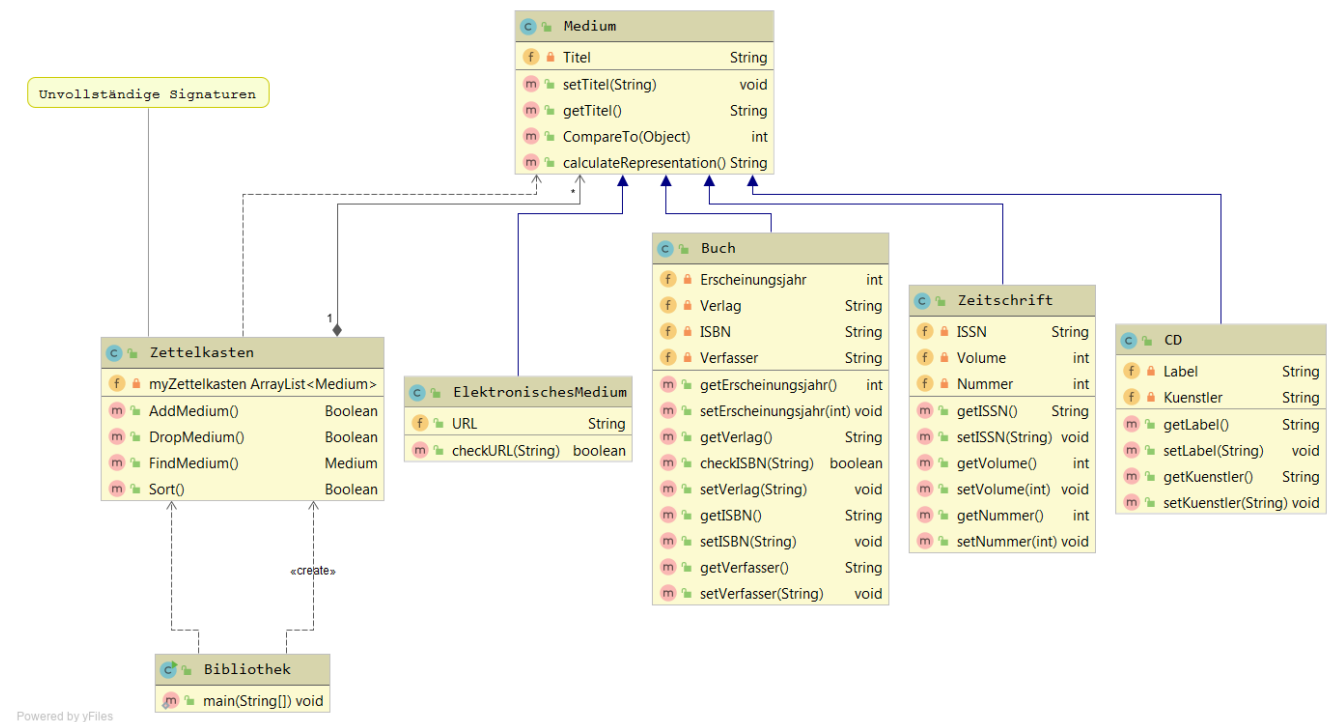 Medium
Titel String
setTitel(String) void
getTitel() String
CompareTo(Object) int
calculateRepresentation() String
Unvollständige Signaturen
*
1
Zettelkasten
myZettelkasten ArrayList<Medium>
AddMedium() Boolean
DropMedium() Boolean
FindMedium() Medium
Sort() Boolean
ElektronischesMedium
URL String
checkURL(String) boolean
Buch
Erscheinungsjahr int
Verlag String
ISBN String
Verfasser String
getErscheinungsjahr() int
setErscheinungsjahr(int) void
getVerlag() String
checkISBN(String) boolean
setVerlag(String) void
getISBN() String
setISBN(String) void
getVerfasser() String
setVerfasser(String) void
Zeitschrift
ISSN String
Volume int
Nummer int
getISSN() String
setISSN(String) void
getVolume() int
setVolume(int) void
getNummer() int
setNummer(int) void
CD
Label String
Kuenstler String
getLabel() String
setLabel(String) void
getKuenstler() String
setKuenstler(String) void
«create»
Bibliothek
main(String[]) void
Powered by yFiles